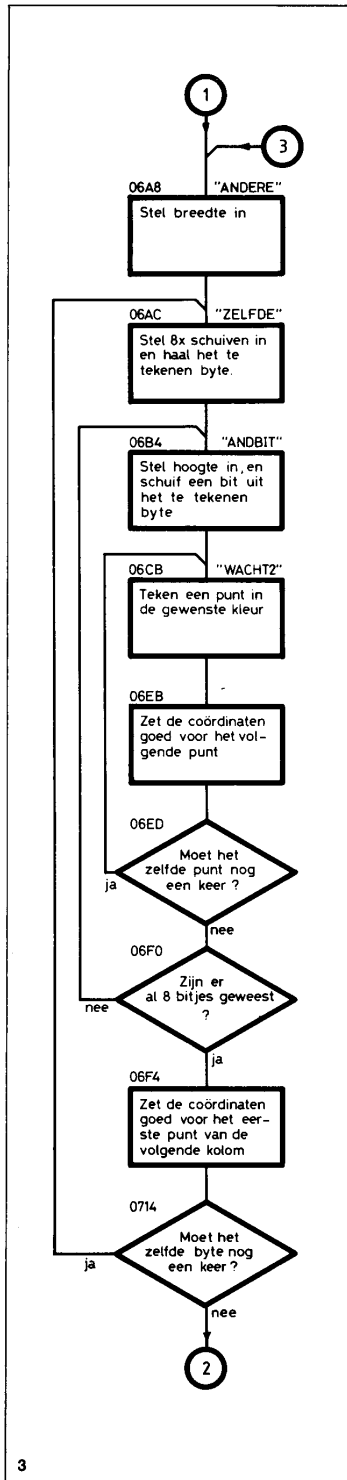 1
3
06A8 "ANDERE"
Stel breedte in
06AC "ZELFDE"
Stel 8x schuiven in
en haal het te
tekenen byte.
06B4 "ANDBIT"
Stel hoogte in, en
schuif een bit uit
het te tekenen
byte
06CB "WACHT2"
Teken een punt in
de gewenste kleur
06EB
Zet de coördinaten
goed voor het vol-
gende punt
06ED
Moet het
zelfde punt nog
een keer ?
ja
nee
06F0
Zijn er
al 8 bitjes geweest
?
nee
ja
06F4
Zet de coördinaten
goed voor het eer-
ste punt van de
volgende kolom
0714
Moet het
zelfde byte nog
een keer ?
ja
nee
2
3